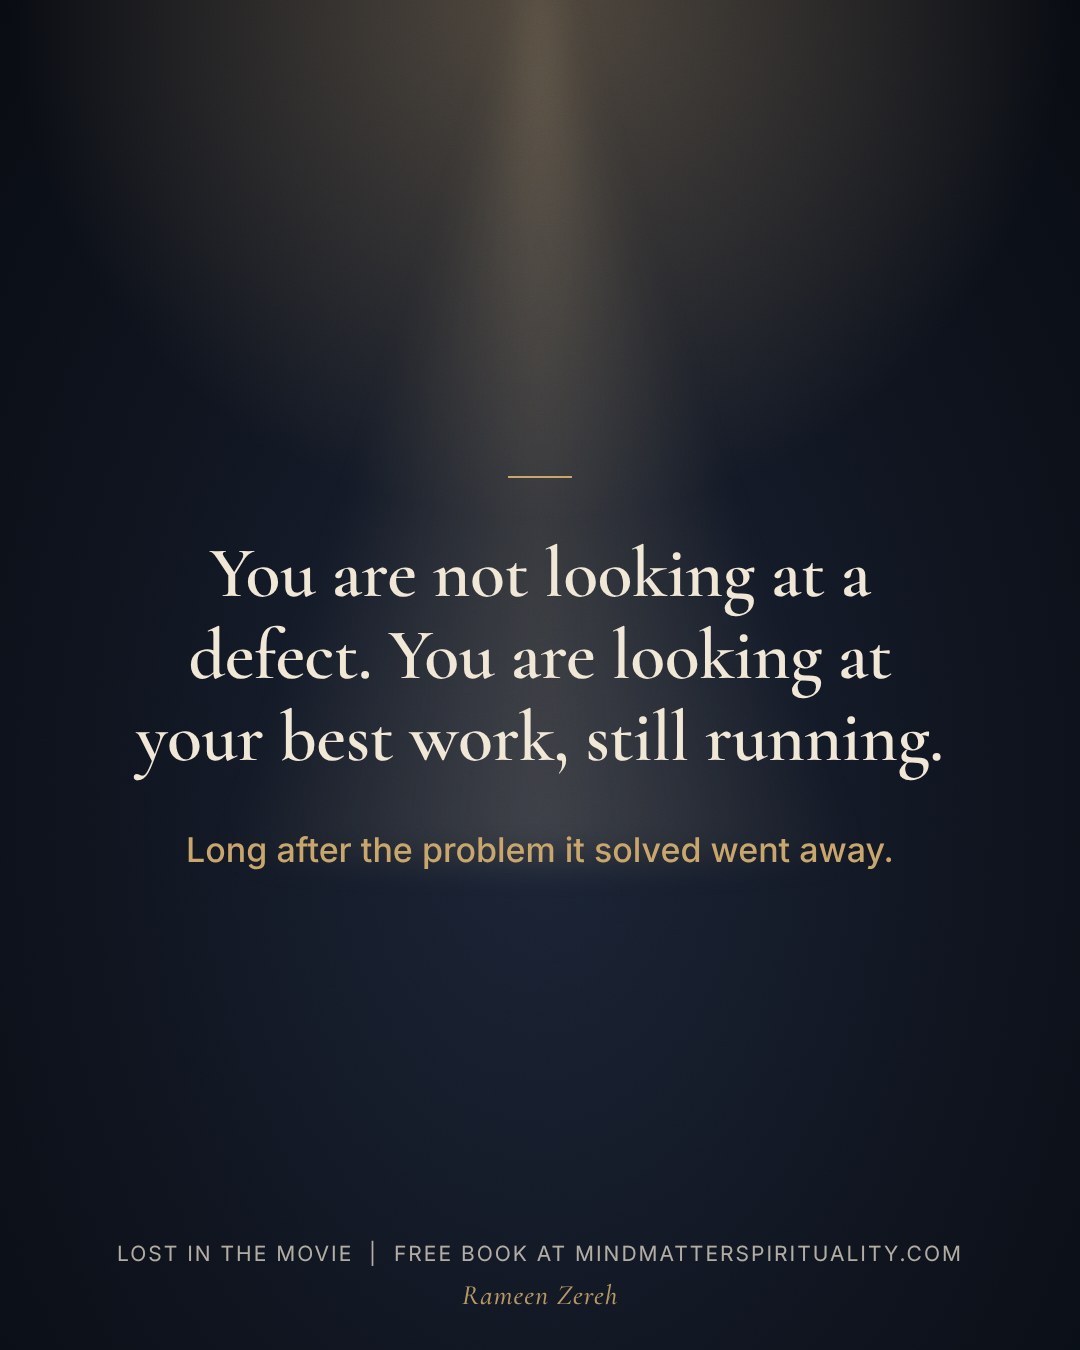 You are not looking at a
defect. You are looking at
your best work, still running.
Long after the problem it solved went away.
LOST IN THE MOVIE | FREE BOOK AT MINDMATTERSPIRITUALITY.COM
Rameen Zereh